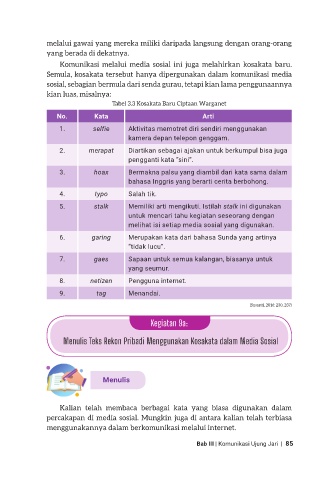 melalui gawai yang mereka miliki daripada langsung dengan orang-orang
yang berada di dekatnya.
Komunikasi melalui media sosial ini juga melahirkan kosakata baru.
Semula, kosakata tersebut hanya dipergunakan dalam komunikasi media
sosial, sebagian bermula dari senda gurau, tetapi kian lama penggunaannya
kian luas, misalnya:
Tabel 3.3 Kosakata Baru Ciptaan Warganet
No. Kata Arti
1. selfie Aktivitas memotret diri sendiri menggunakan
kamera depan telepon genggam.
2. merapat Diartikan sebagai ajakan untuk berkumpul bisa juga
pengganti kata "sini".
3. hoax Bermakna palsu yang diambil dari kata sama dalam
bahasa Inggris yang berarti cerita berbohong.
4. typo Salah tik.
5. stalk Memiliki arti mengikuti. Istilah stalk ini digunakan
untuk mencari tahu kegiatan seseorang dengan
melihat isi setiap media sosial yang digunakan.
6. garing Merupakan kata dari bahasa Sunda yang artinya
"tidak lucu".
7. gaes Sapaan untuk semua kalangan, biasanya untuk
yang seumur.
8. netizen Pengguna internet.
9. tag Menandai.
Kegiatan 9a:
Menulis Teks Rekon Pribadi Menggunakan Kosakata dalam Media Sosial
Menulis
Kalian telah membaca berbagai kata yang biasa digunakan dalam
percakapan di media sosial. Mungkin juga di antara kalian telah terbiasa
menggunakannya dalam berkomunikasi melalui internet.
Bab III | Komunikasi Ujung Jari | 85